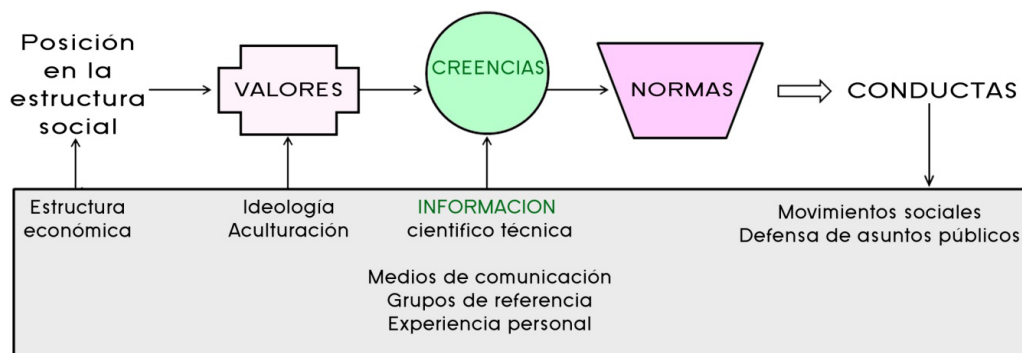 Posición
en la
estructura
social
VALORES
CREENCIAS
NORMAS
CONDUCTAS
Estructura
económica
Ideología
Aculturación
INFORMACION
cientifico técnica
Medios de comunicación
Grupos de referencia
Experiencia personal
Movimientos sociales
Defensa de asuntos públicos